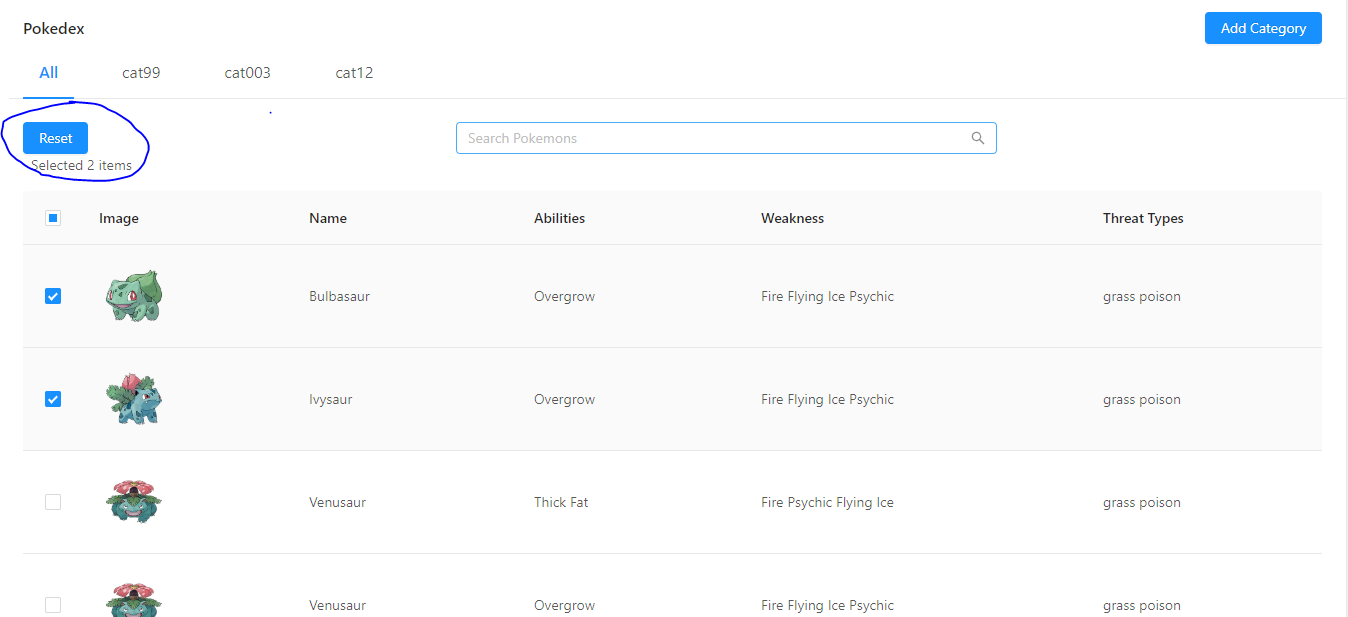 Pokedex
Add Category
All cat99 cat003 cat12
Reset
Search Pokemons
Selected 2 items
Image Name Abilities Weakness Threat Types
Bulbasaur Overgrow Fire Flying Ice Psychic grass poison
Ivysaur Overgrow Fire Flying Ice Psychic grass poison
Venusaur Thick Fat Fire Psychic Flying Ice grass poison
Venusaur Overgrow Fire Flying Ice Psychic grass poison